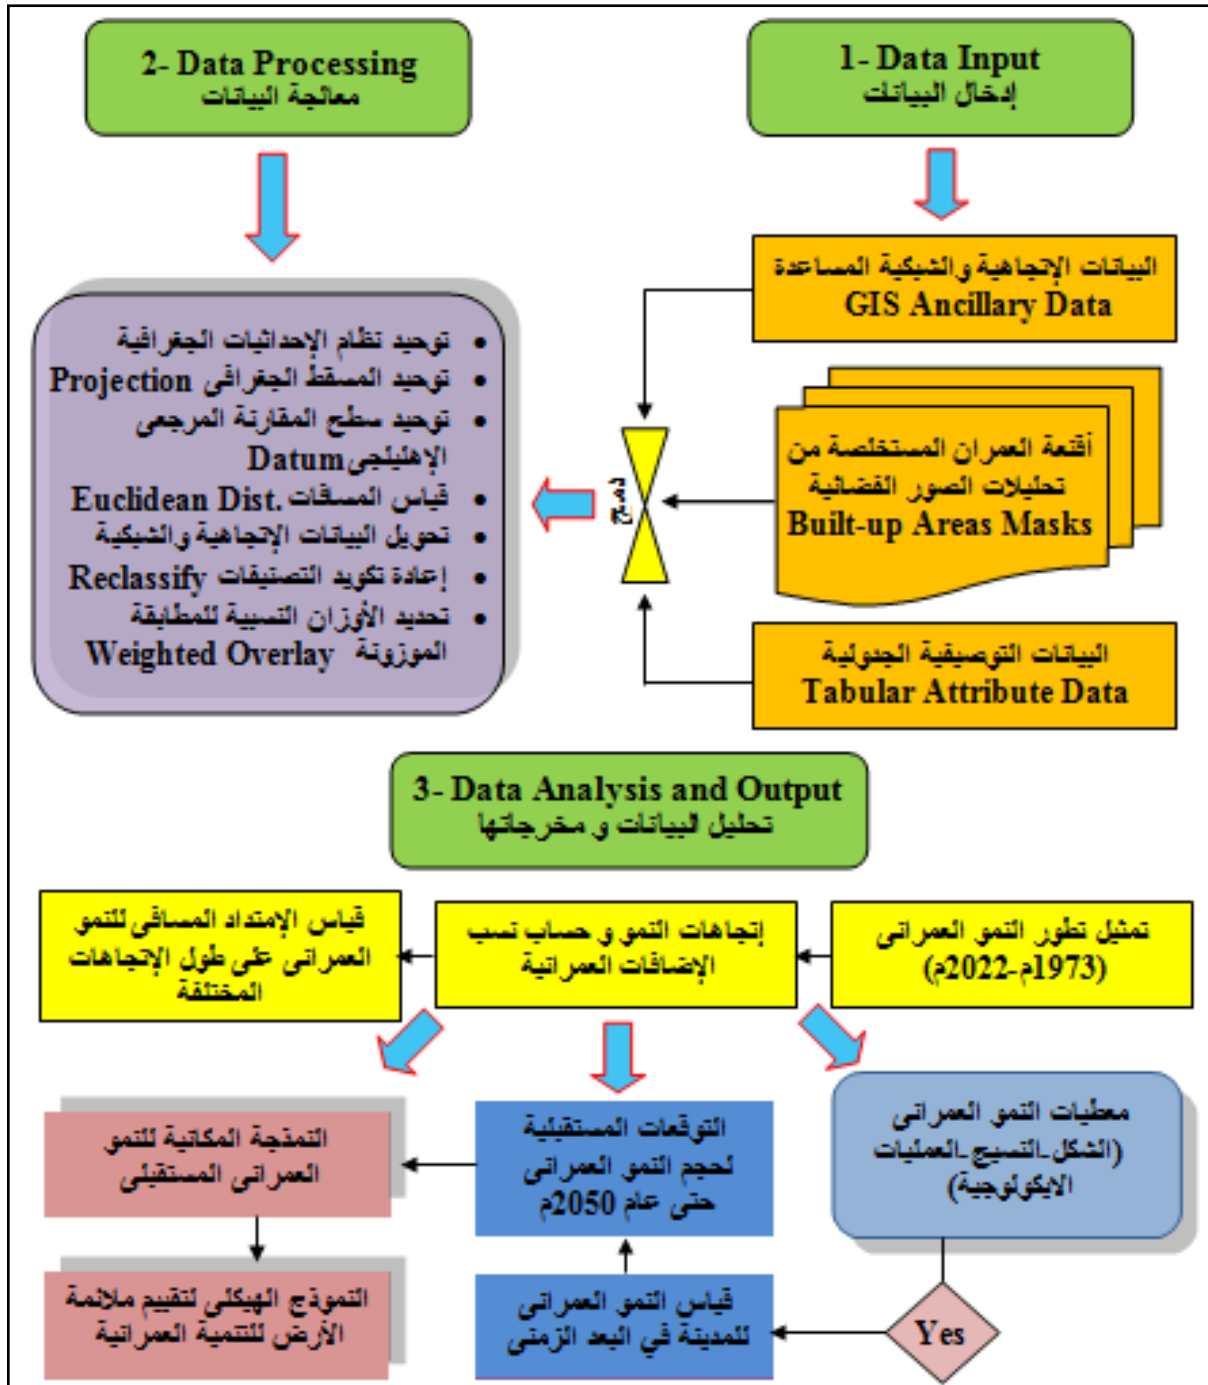 1- Data Input
إدخال البيانات
2- Data Processing
معالجة البيانات
البيانات الإتجاهية والشبكية المساعدة
GIS Ancillary Data
أقنعة العمران المستخلصة من
تحليلات الصور الفضائية
Built-up Areas Masks
البيانات التوصيفية الجدولية
Tabular Attribute Data
دمج
• توحيد نظام الإحداثيات الجغرافية
• توحيد المسقط الجغرافى Projection
• توحيد سطح المقارنة المرجعى
الإهليلجى Datum
• قياس المسافات Euclidean Dist.
• تحويل البيانات الإتجاهية والشبكية
• إعادة تكويد التصنيفات Reclassify
• تحديد الأوزان النسبية للمطابقة
الموزونة Weighted Overlay
3- Data Analysis and Output
تحليل البيانات و مخرجاتها
تمثيل تطور النمو العمرانى
(1973م-2022م)
إتجاهات النمو و حساب نسب
الإضافات العمرانية
قياس الإمتداد المسافى للنمو
العمرانى على طول الإتجاهات
المختلفة
معطيات النمو العمرانى
(الشكل-النسيج-العمليات
الايكولوجية)
التوقعات المستقبلية
لحجم النمو العمرانى
حتى عام 2050م
النمذجة المكانية للنمو
العمرانى المستقبلى
Yes
قياس النمو العمرانى
للمدينة في البعد الزمنى
النموذج الهيكلى لتقييم ملائمة
الأرض للتنمية العمرانية